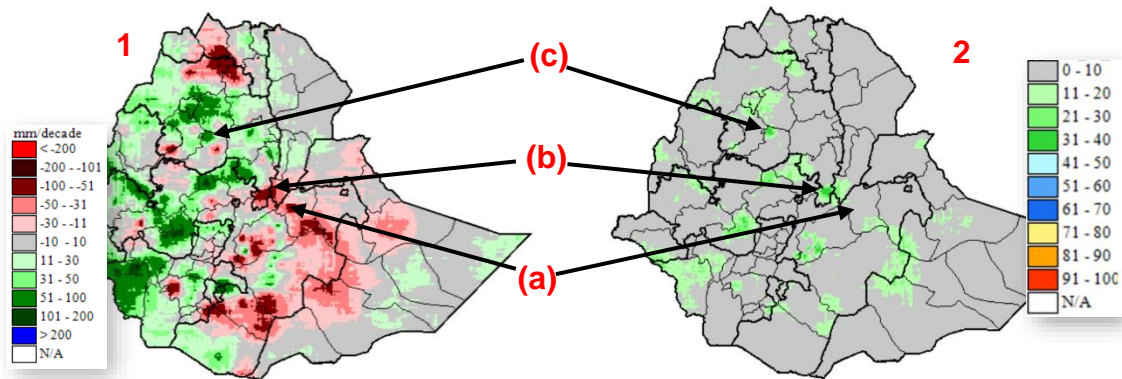 1
(c)
2
(b)
(a)
mm/decade
< -200
-200 - -101
-100 - -51
-50 - -31
-30 - -11
-10 - 10
11 - 30
31 - 50
51 - 100
101 - 200
> 200
N/A
0 - 10
11 - 20
21 - 30
31 - 40
41 - 50
51 - 60
61 - 70
71 - 80
81 - 90
91 - 100
N/A